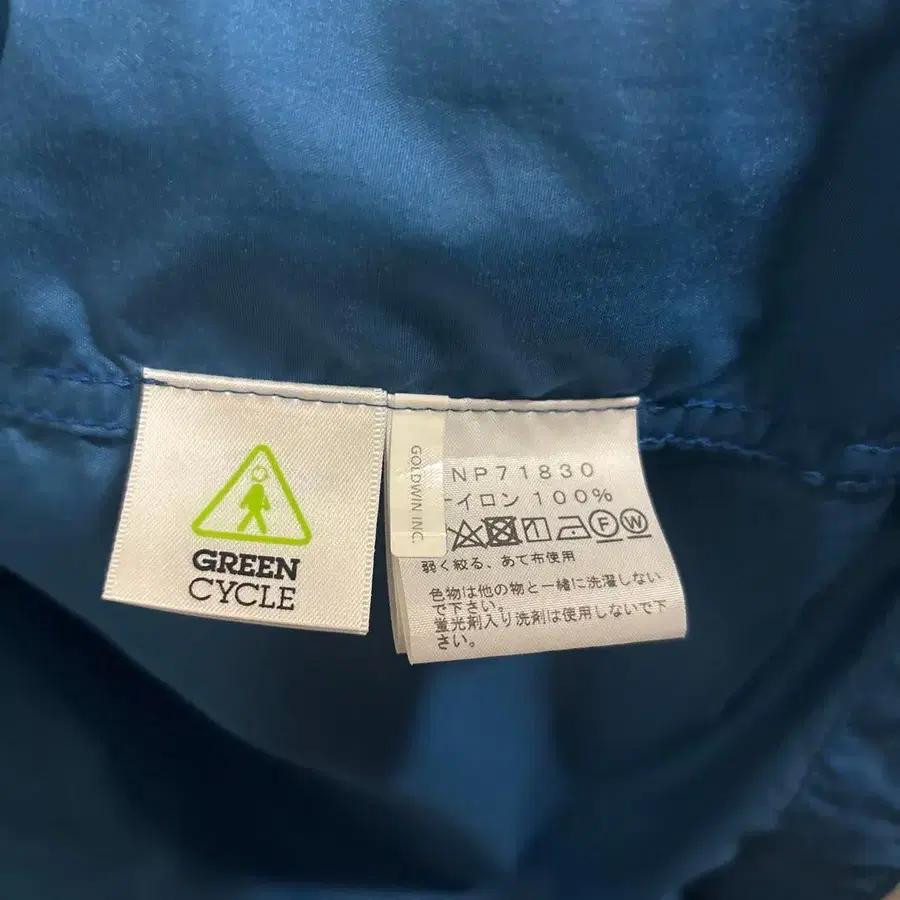 GREEN
CYCLE
GOLDWIN INC.
NP71830
イロン 100%
F W
弱く絞る、あて布使用
色物は他の物と一緒に洗濯しない
で下さい。
蛍光剤入り洗剤は使用しないで下
さい。